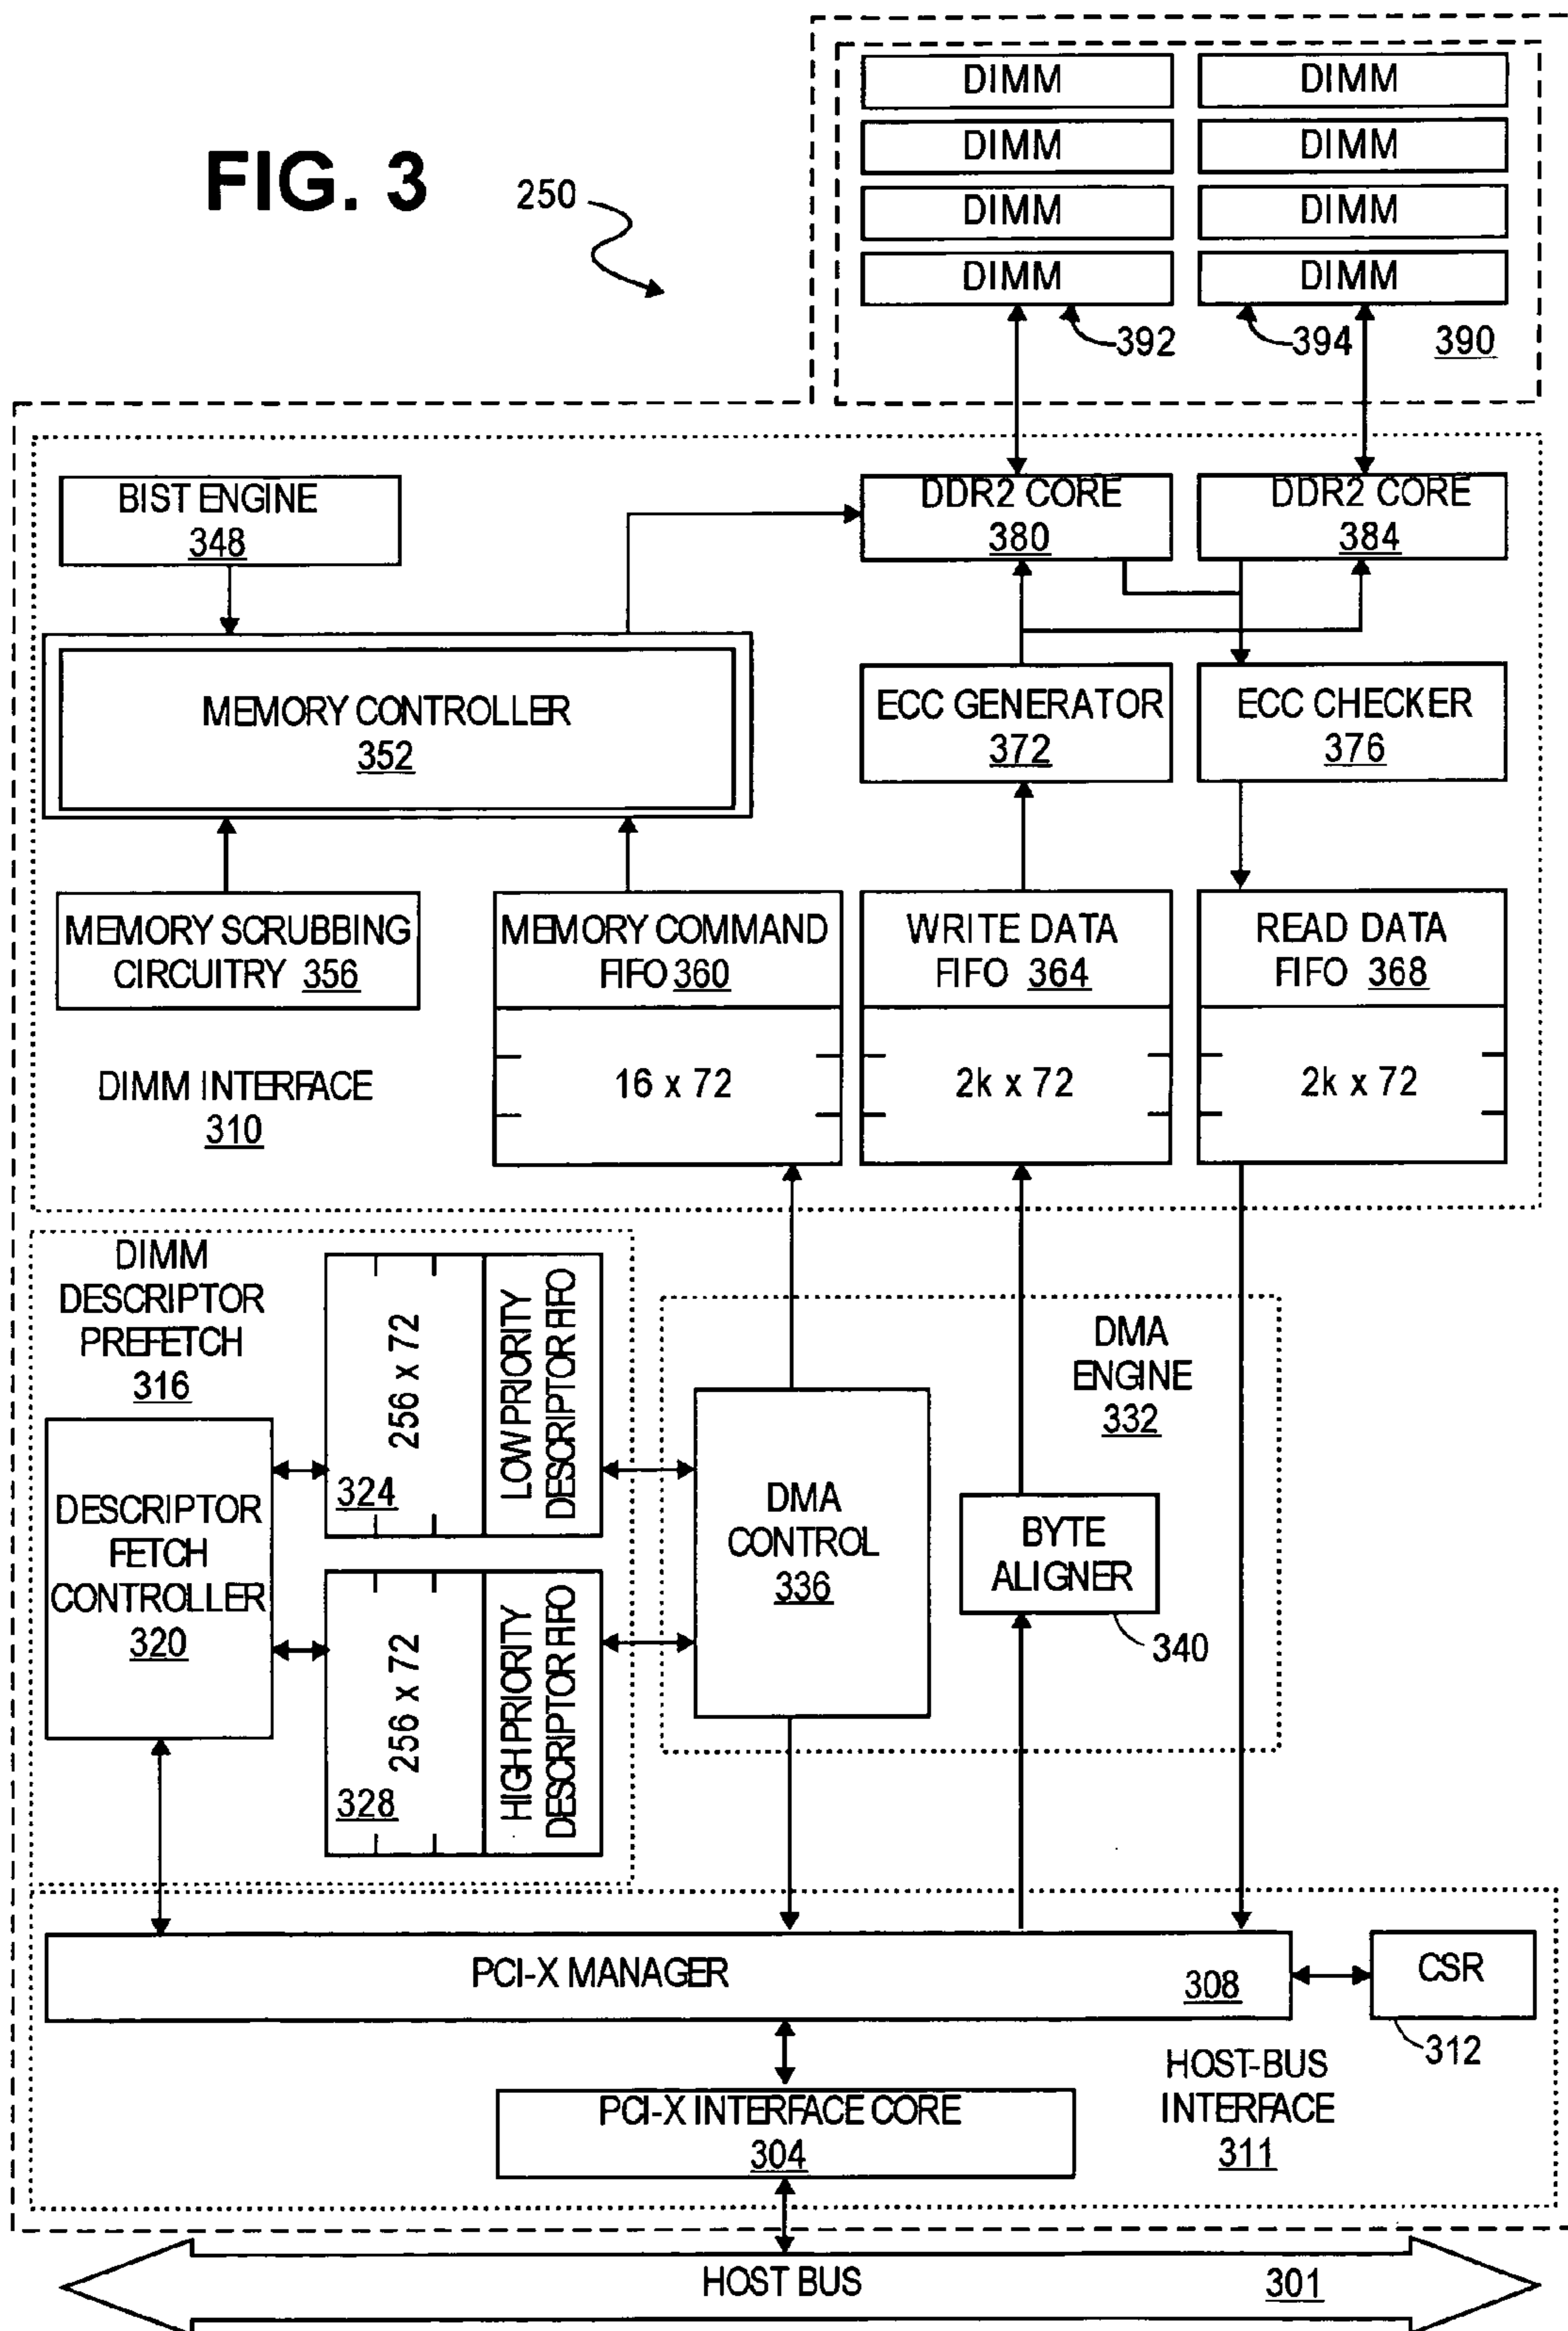 FIG. 3
250
DIMM
DIMM
DIMM
DIMM
DIMM
DIMM
DIMM
DIMM
392
394
390
BIST ENGINE
348
DDR2 CORE
380
DDR2 CORE
384
MEMORY CONTROLLER
352
ECC GENERATOR
372
ECC CHECKER
376
MEMORY SCRUBBING
CIRCUITRY 356
MEMORY COMMAND
FIFO 360
WRITE DATA
FIFO 364
READ DATA
FIFO 368
16 x 72
2k x 72
2k x 72
DIMM INTERFACE
310
DIMM
DESCRIPTOR
PREFETCH
316
256 x 72
324
LOW PRIORITY
DESCRIPTOR FIFO
DMA
ENGINE
332
DESCRIPTOR
FETCH
CONTROLLER
320
DMA
CONTROL
336
BYTE
ALIGNER
340
256 x 72
328
HIGH PRIORITY
DESCRIPTOR FIFO
PCI-X MANAGER
308
CSR
312
HOST-BUS
INTERFACE
311
PCI-X INTERFACE CORE
304
HOST BUS
301